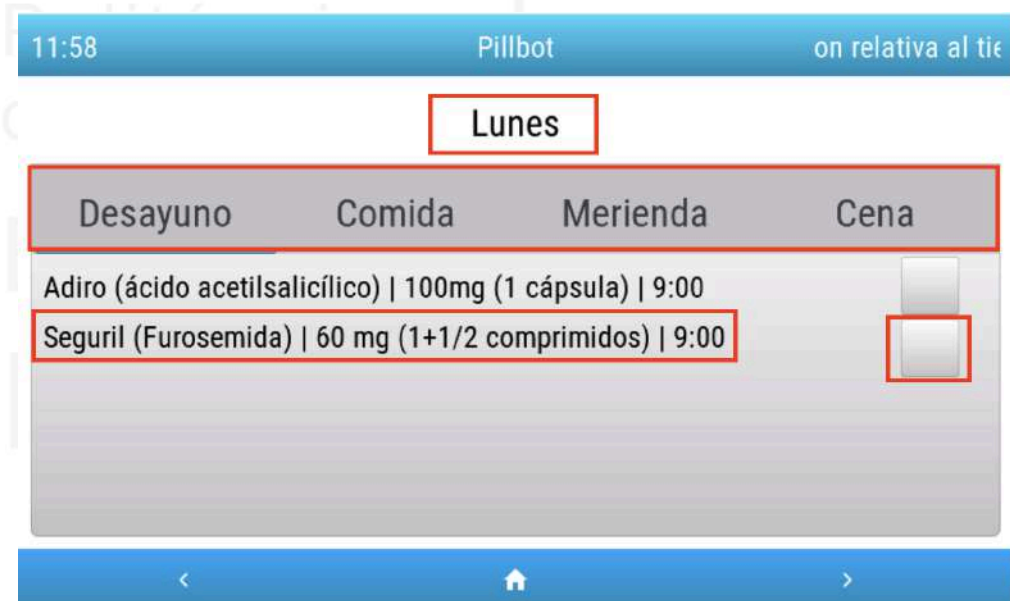 11:58 Pillbot on relativa al tie
Lunes
Desayuno Comida Merienda Cena
Adiro (ácido acetilsalicílico) | 100mg (1 cápsula) | 9:00
Seguril (Furosemida) | 60 mg (1+1/2 comprimidos) | 9:00